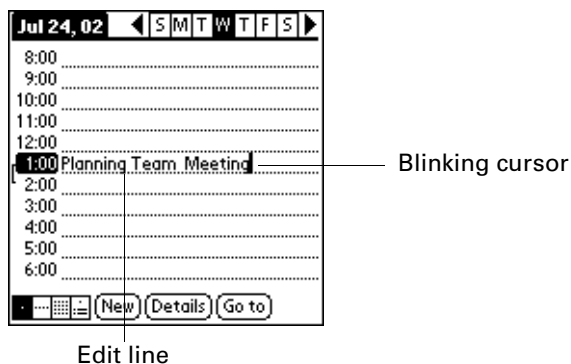 Jul 24, 02 S M T W T F S
8:00
9:00
10:00
11:00
12:00
1:00 Planning Team Meeting
Blinking cursor
2:00
3:00
4:00
5:00
6:00
New Details Go to
Edit line